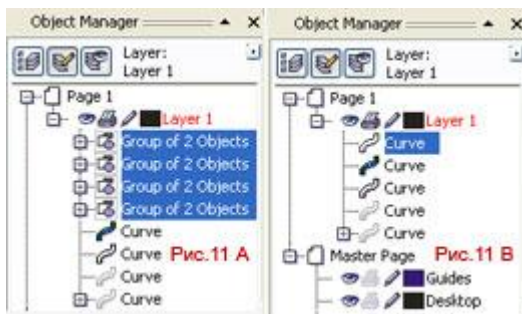 Object Manager
Layer:
Layer 1
Page 1
Layer 1
Group of 2 Objects
Group of 2 Objects
Group of 2 Objects
Group of 2 Objects
Curve
Curve Рис.11 А
Curve
Curve
Object Manager
Layer:
Layer 1
Page 1
Layer 1
Curve
Curve
Curve
Curve
Curve
Master Page Рис.11 В
Guides
Desktop